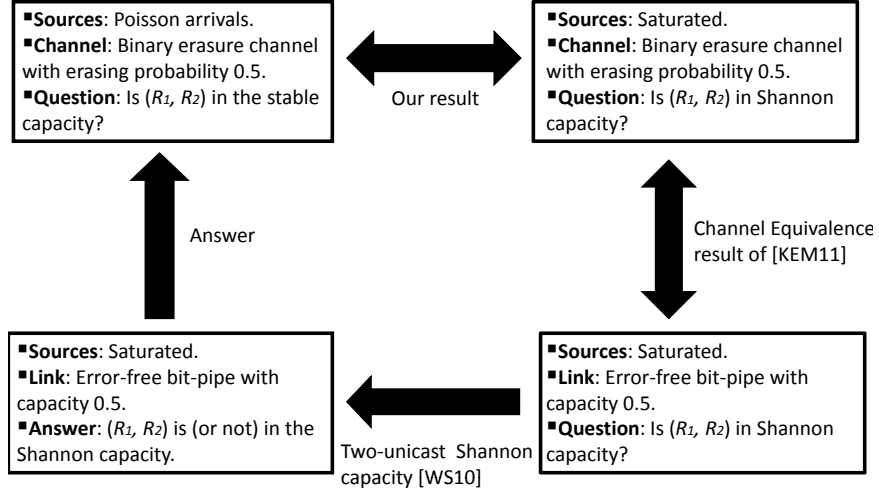 ▪Sources: Poisson arrivals.
▪Channel: Binary erasure channel
with erasing probability 0.5.
▪Question: Is (R1, R2) in the stable
capacity?
Our result
▪Sources: Saturated.
▪Channel: Binary erasure channel
with erasing probability 0.5.
▪Question: Is (R1, R2) in Shannon
capacity?
Answer
Channel Equivalence
result of [KEM11]
▪Sources: Saturated.
▪Link: Error-free bit-pipe with
capacity 0.5.
▪Answer: (R1, R2) is (or not) in the
Shannon capacity.
Two-unicast Shannon
capacity [WS10]
▪Sources: Saturated.
▪Link: Error-free bit-pipe with
capacity 0.5.
▪Question: Is (R1, R2) in Shannon
capacity?